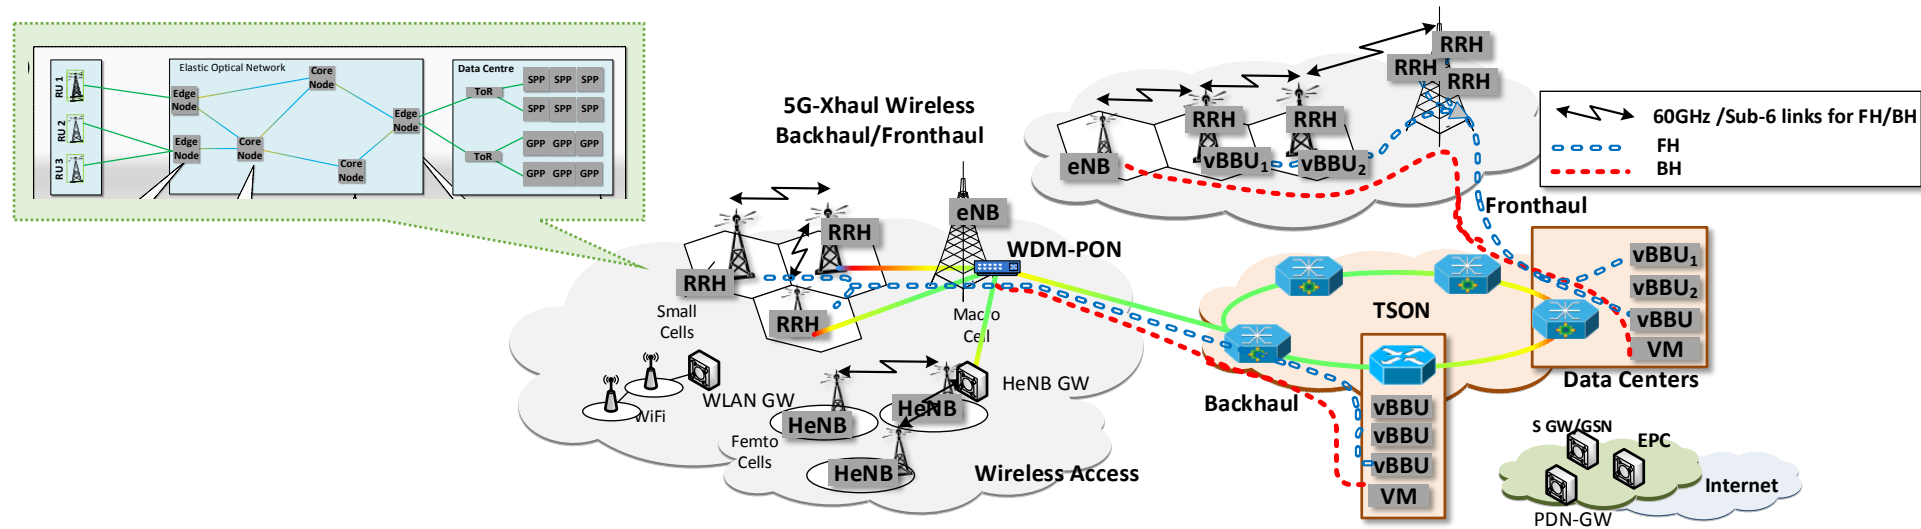 Elastic Optical Network
Data Centre
RU 1
RU 2
RU3
Edge
Node
Edge
Node
Core
Node
Core
Node
Core
Node
Edge
Node
ToR
ToR
SPP SPP SPP
SPP SPP SPP
GPP GPP GPP
GPP GPP GPP
5G-Xhaul Wireless
Backhaul/Fronthaul
RRH
RRH
RRH
RRH
RRH
eNB
vBBU1
vBBU2
60GHz /Sub-6 links for FH/BH
FH
BH
Fronthaul
RRH
RRH
RRH
eNB
WDM-PON
Small
Cells
Macro
Cell
WiFi
WLAN GW
HeNB GW
HeNB
HeNB
HeNB
Femto
Cells
Wireless Access
TSON
Backhaul
vBBU
vBBU
vBBU
VM
vBBU1
vBBU2
vBBU
VM
Data Centers
S GW/GSN
EPC
PDN-GW
Internet